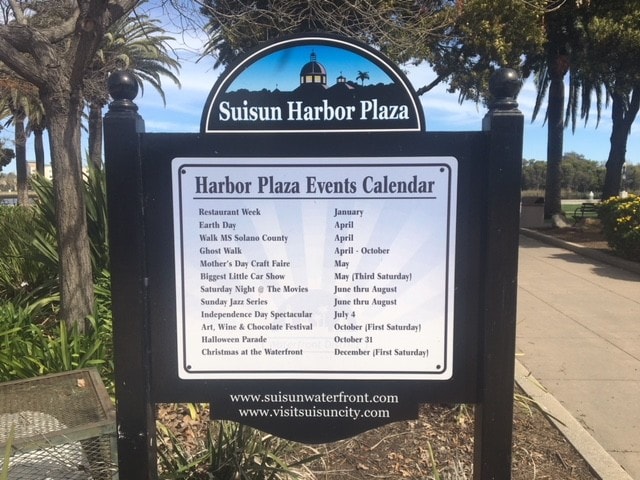 Suisun Harbor Plaza
Harbor Plaza Events Calendar
Restaurant Week January
Earth Day April
Walk MS Solano County April
Ghost Walk April - October
Mother's Day Craft Faire May
Biggest Little Car Show May (Third Saturday)
Saturday Night @ The Movies June thru August
Sunday Jazz Series June thru August
Independence Day Spectacular July 4
Art, Wine & Chocolate Festival October (First Saturday)
Halloween Parade October 31
Christmas at the Waterfront December (First Saturday)
www.suisunwaterfront.com
www.visitsuisuncity.com